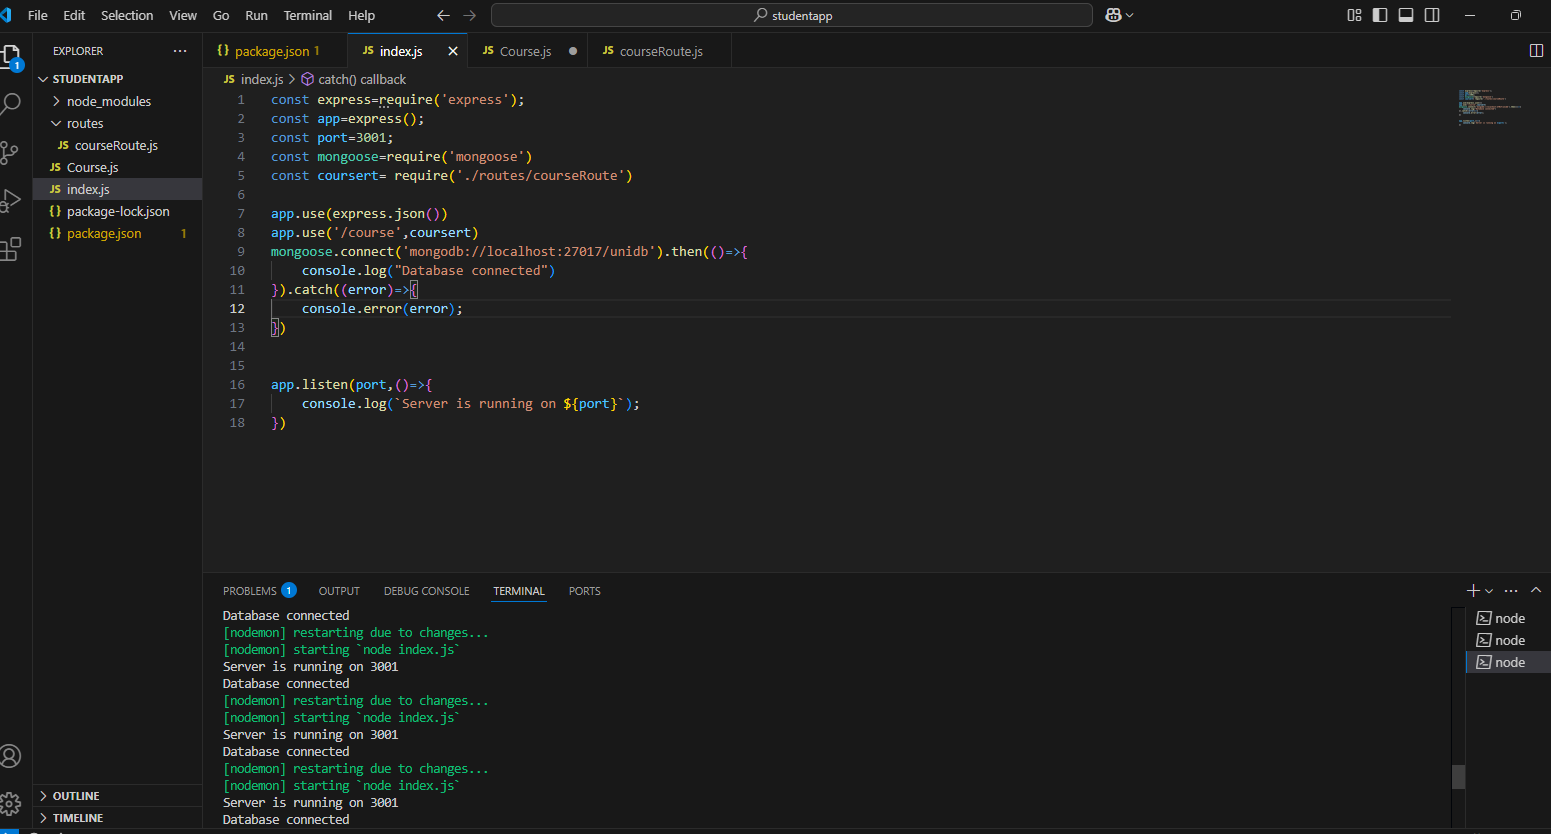 File Edit Selection View Go Run Terminal Help
studentapp
EXPLORER
package.json 1
index.js
Course.js
courseRoute.js
1
STUDENTAPP
node_modules
routes
JS courseRoute.js
JS Course.js
JS index.js
{} package-lock.json
{} package.json 1
JS index.js > catch() callback
1 const express=require('express');
2 const app=express();
3 const port=3001;
4 const mongoose=require('mongoose')
5 const coursert= require('./routes/courseRoute')
6
7 app.use(express.json())
8 app.use('/course',coursert)
9 mongoose.connect('mongodb://localhost:27017/unidb').then(()=>{
10 console.log("Database connected")
11 }).catch((error)=>{
12 console.error(error);
13 })
14
15
16 app.listen(port,()=>{
17 console.log(`Server is running on ${port}`);
18 })
PROBLEMS 1 OUTPUT DEBUG CONSOLE TERMINAL PORTS
Database connected
[nodemon] restarting due to changes...
[nodemon] starting `node index.js`
Server is running on 3001
Database connected
[nodemon] restarting due to changes...
[nodemon] starting `node index.js`
Server is running on 3001
Database connected
[nodemon] restarting due to changes...
[nodemon] starting `node index.js`
Server is running on 3001
Database connected
node
node
node
OUTLINE
TIMELINE